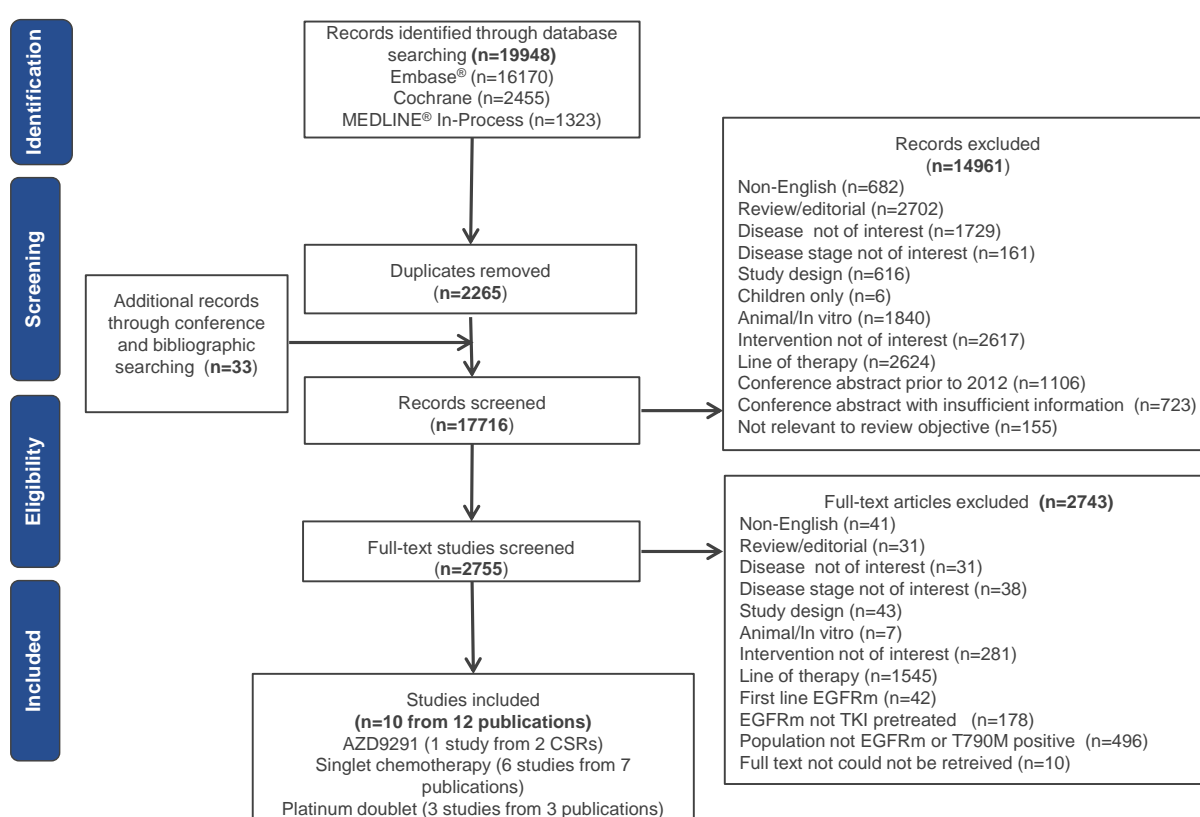 Identification
Records identified through database
searching (n=19948)
Embase® (n=16170)
Cochrane (n=2455)
MEDLINE® In-Process (n=1323)
Screening
Duplicates removed
(n=2265)
Additional records
through conference
and bibliographic
searching (n=33)
Records screened
(n=17716)
Records excluded
(n=14961)
Non-English (n=682)
Review/editorial (n=2702)
Disease not of interest (n=1729)
Disease stage not of interest (n=161)
Study design (n=616)
Children only (n=6)
Animal/In vitro (n=1840)
Intervention not of interest (n=2617)
Line of therapy (n=2624)
Conference abstract prior to 2012 (n=1106)
Conference abstract with insufficient information (n=723)
Not relevant to review objective (n=155)
Eligibility
Full-text studies screened
(n=2755)
Full-text articles excluded (n=2743)
Non-English (n=41)
Review/editorial (n=31)
Disease not of interest (n=31)
Disease stage not of interest (n=38)
Study design (n=43)
Animal/In vitro (n=7)
Intervention not of interest (n=281)
Line of therapy (n=1545)
First line EGFRm (n=42)
EGFRm not TKI pretreated (n=178)
Population not EGFRm or T790M positive (n=496)
Full text not could not be retreived (n=10)
Included
Studies included
(n=10 from 12 publications)
AZD9291 (1 study from 2 CSRs)
Singlet chemotherapy (6 studies from 7
publications)
Platinum doublet (3 studies from 3 publications)